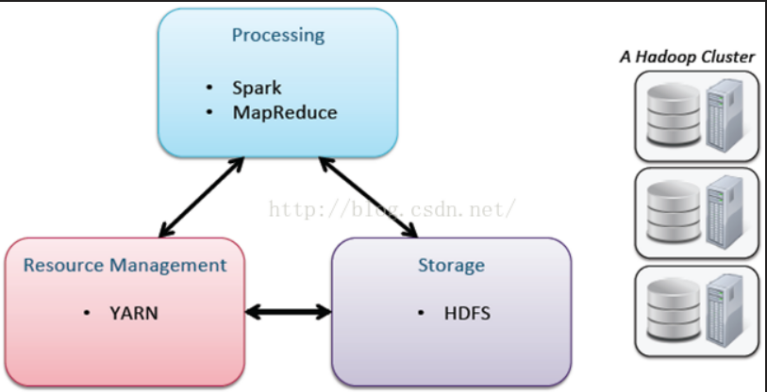 Processing
• Spark
• MapReduce
A Hadoop Cluster
http://blog.csdn.net/
Resource Management
• YARN
Storage
• HDFS